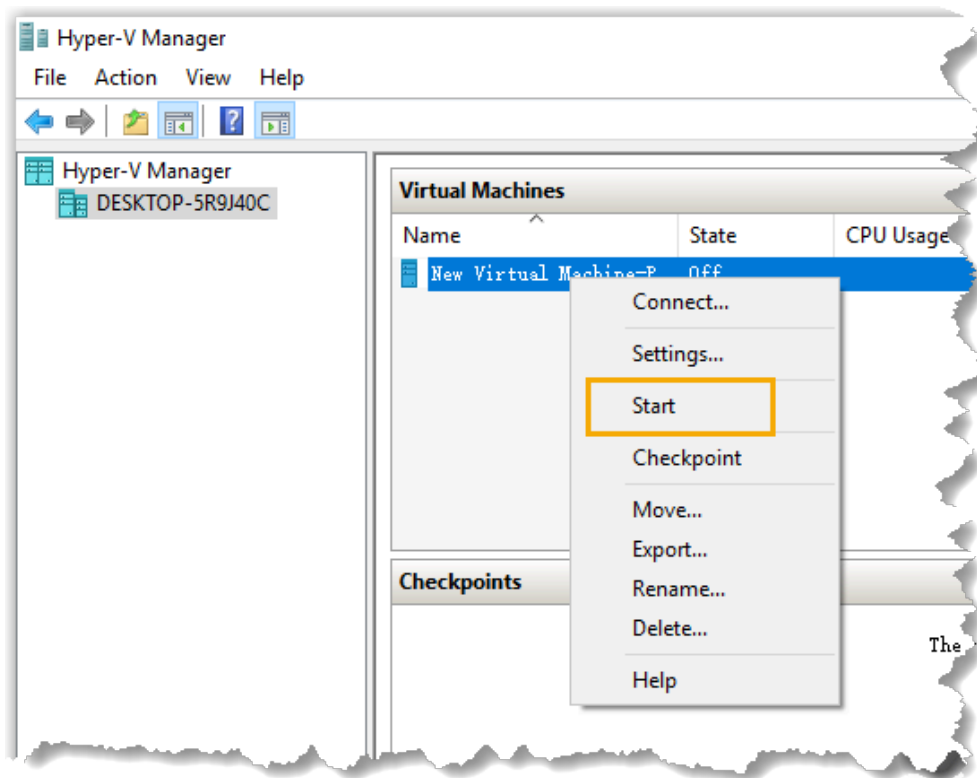 Hyper-V Manager
File Action View Help
Hyper-V Manager
DESKTOP-5R9J40C
Virtual Machines
Name State CPU Usage
New Virtual Machine-P Off
Connect...
Settings...
Start
Checkpoint
Move...
Export...
Rename...
Delete...
Help
Checkpoints
The